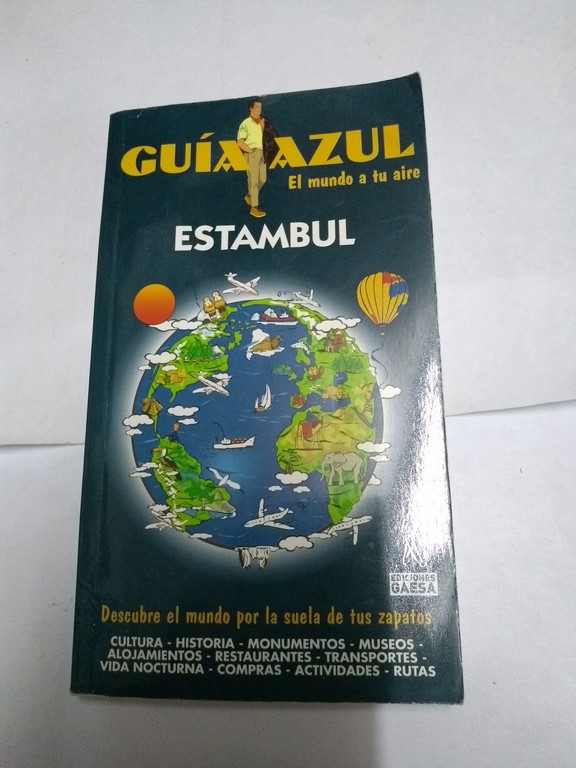 GUÍA AZUL
El mundo a tu aire
ESTAMBUL
EDICIONES
GAESA
Descubre el mundo por la suela de tus zapatos
CULTURA - HISTORIA - MONUMENTOS - MUSEOS -
ALOJAMIENTOS - RESTAURANTES - TRANSPORTES -
VIDA NOCTURNA - COMPRAS - ACTIVIDADES - RUTAS